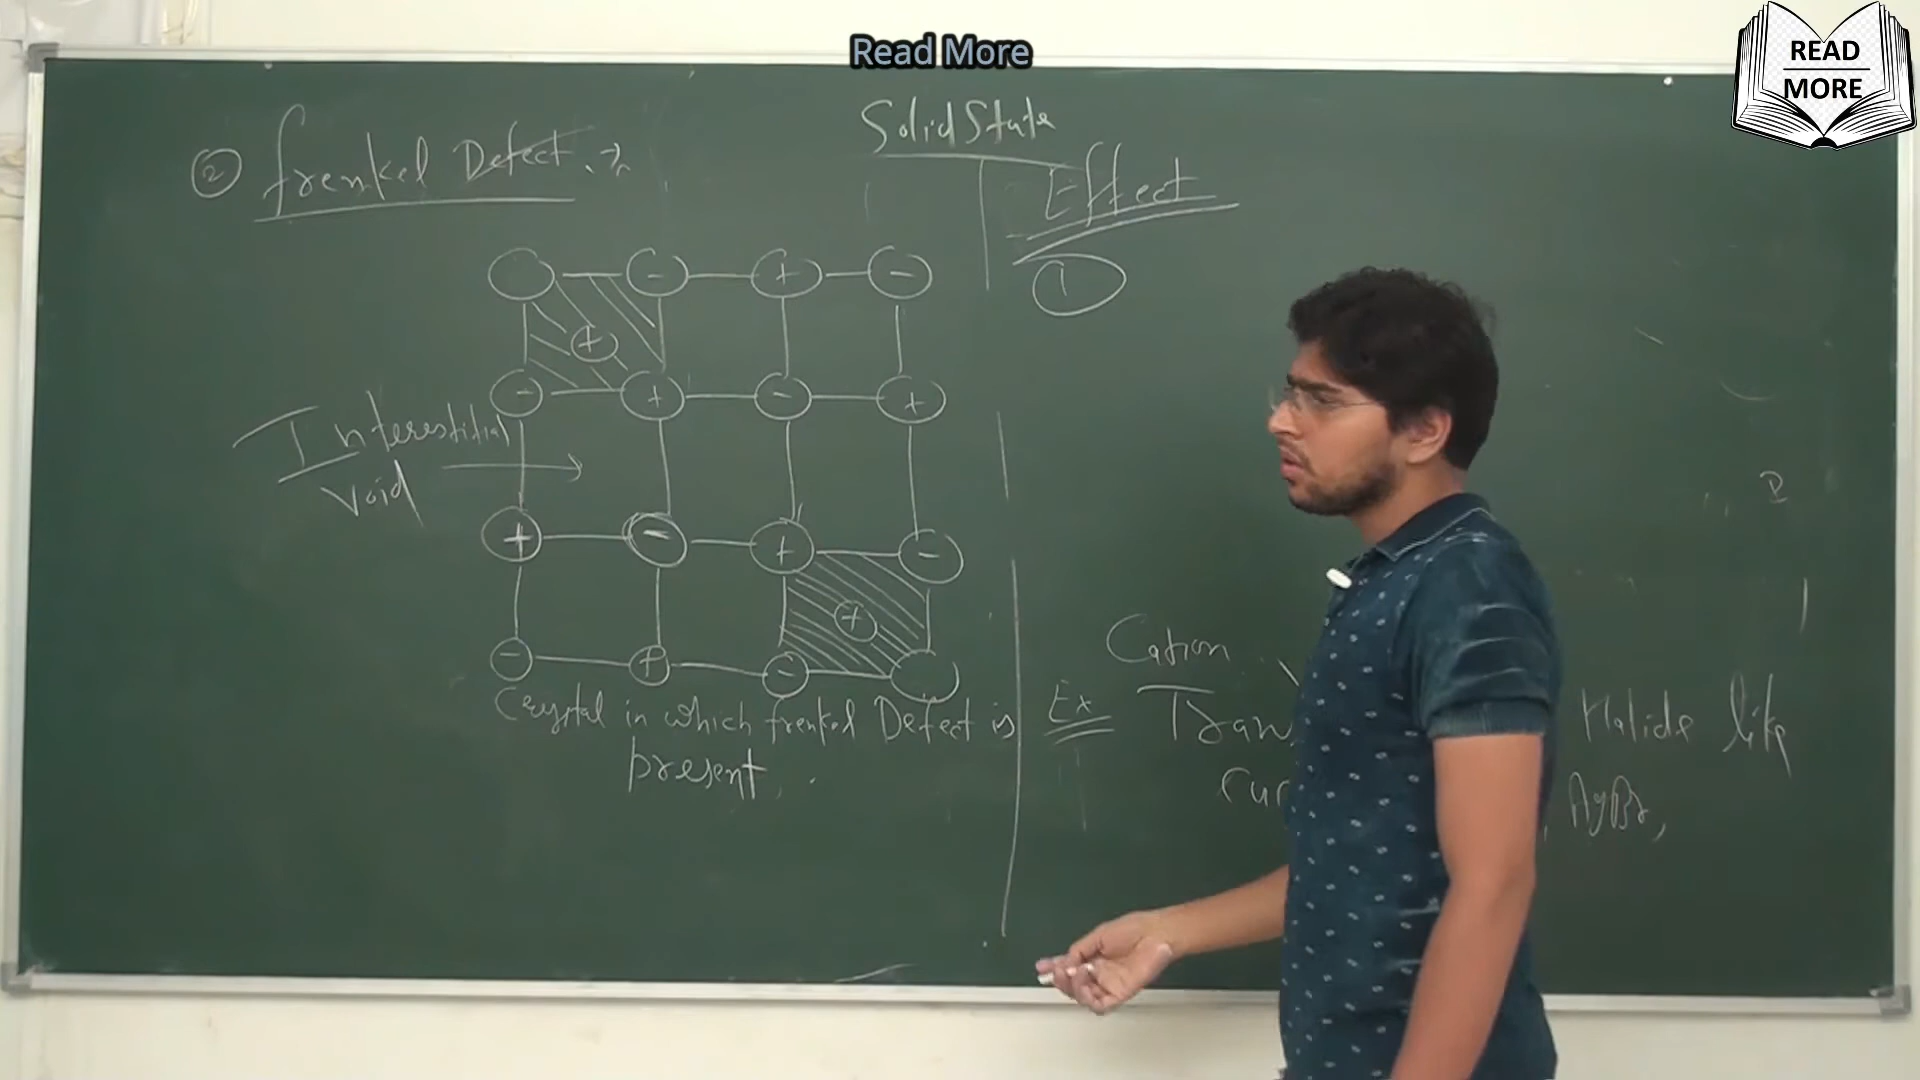 Read More
READ
MORE
Solid State
② Frenkel Defect :→
Effect
①
- + -
+
- + - +
Interestitial
Void
+ - + -
+
- + -
Crystal in which frenkel Defect is
present.
Cation
Ex Halide like
AgBr,